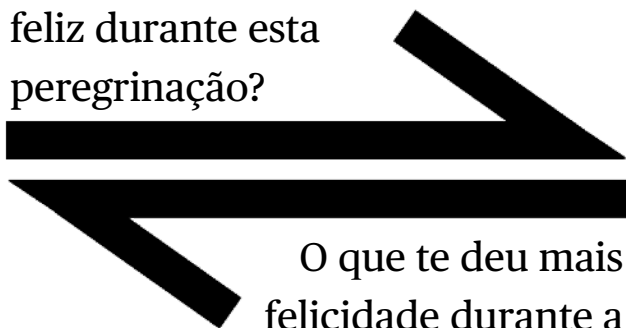 feliz durante esta
peregrinação?
O que te deu mais
felicidade durante a